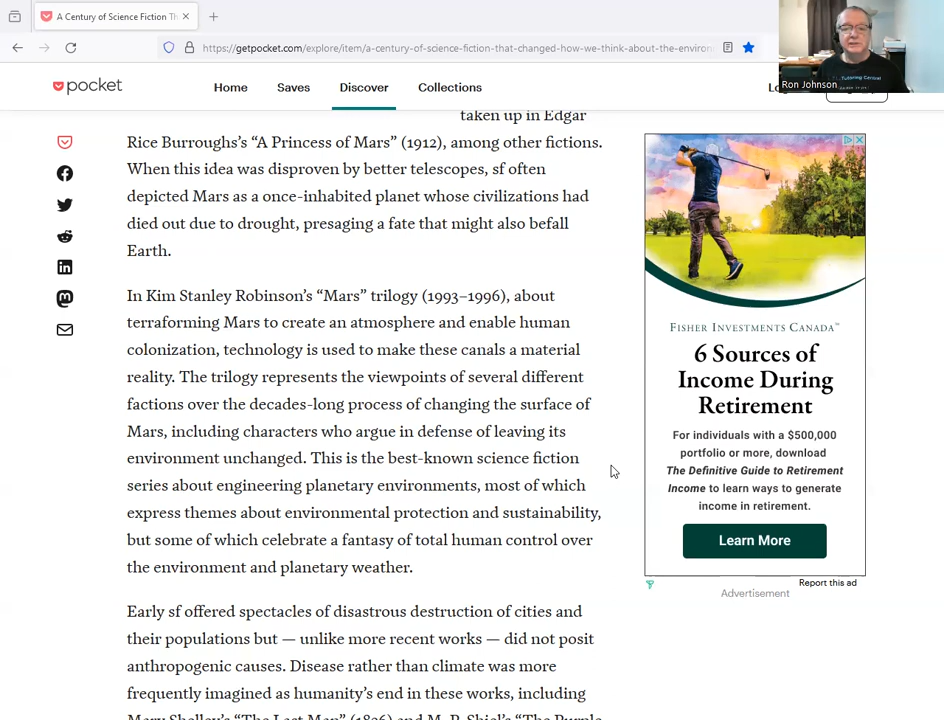 A Century of Science Fiction Th
https://getpocket.com/explore/item/a-century-of-science-fiction-that-changed-how-we-think-about-the-environ
Ron Johnson
Tutoring Central
pocket
Home
Saves
Discover
Collections
taken up in Edgar
Rice Burroughs’s “A Princess of Mars” (1912), among other fictions.
When this idea was disproven by better telescopes, sf often
depicted Mars as a once-inhabited planet whose civilizations had
died out due to drought, presaging a fate that might also befall
Earth.
In Kim Stanley Robinson’s “Mars” trilogy (1993–1996), about
terraforming Mars to create an atmosphere and enable human
colonization, technology is used to make these canals a material
reality. The trilogy represents the viewpoints of several different
factions over the decades-long process of changing the surface of
Mars, including characters who argue in defense of leaving its
environment unchanged. This is the best-known science fiction
series about engineering planetary environments, most of which
express themes about environmental protection and sustainability,
but some of which celebrate a fantasy of total human control over
the environment and planetary weather.
Early sf offered spectacles of disastrous destruction of cities and
their populations but — unlike more recent works — did not posit
anthropogenic causes. Disease rather than climate was more
frequently imagined as humanity’s end in these works, including
Mary Shelley’s “The Last Man” (1826) and M. P. Shiel’s “The Purple
FISHER INVESTMENTS CANADA™
6 Sources of
Income During
Retirement
For individuals with a $500,000
portfolio or more, download
The Definitive Guide to Retirement
Income to learn ways to generate
income in retirement.
Learn More
Report this ad
Advertisement